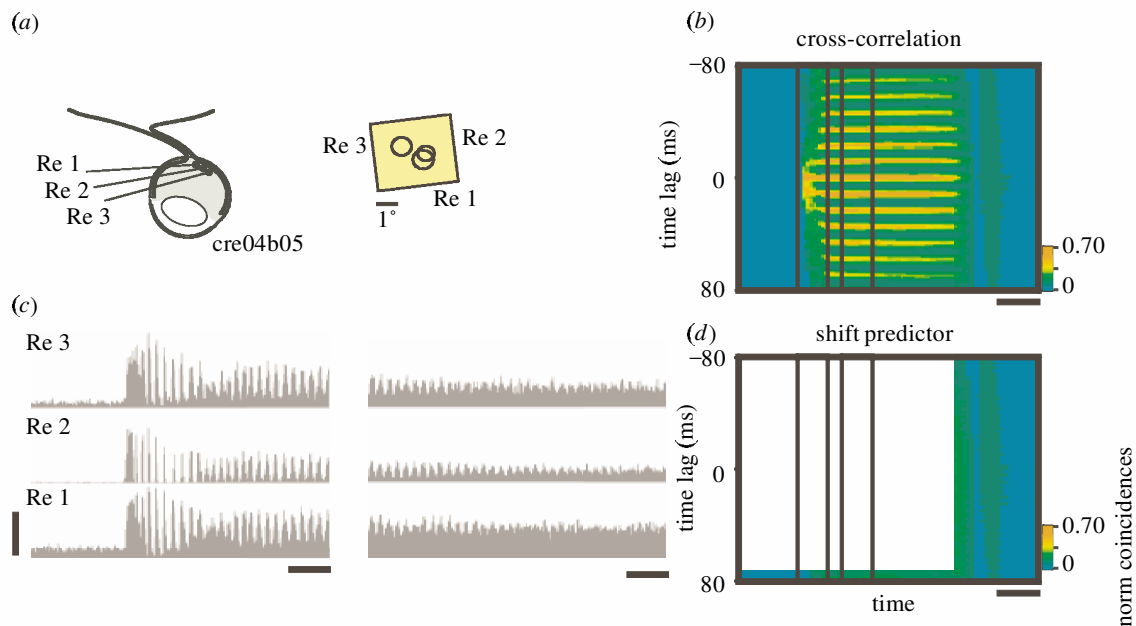 (a)
Re 1
Re 2
Re 3
cre04b05
Re 3
Re 2
Re 1
1°
(b)
cross-correlation
−80
0
80
time lag (ms)
0.70
0
(c)
Re 3
Re 2
Re 1
(d)
shift predictor
−80
0
80
time lag (ms)
time
0.70
0
norm coincidences